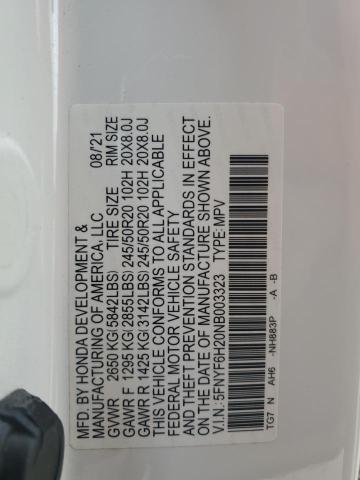 MFD. BY HONDA DEVELOPMENT &
MANUFACTURING OF AMERICA, LLC. 08/'21
GVWR 2650 KG(5842LBS) TIRE SIZE RIM SIZE
GAWR F 1295 KG(2855LBS)245/50R20 102H 20X8.0J
GAWR R 1425 KG(3142LBS)245/50R20 102H 20X8.0J
THIS VEHICLE CONFORMS TO ALL APPLICABLE
FEDERAL MOTOR VEHICLE SAFETY
AND THEFT PREVENTION STANDARDS IN EFFECT
ON THE DATE OF MANUFACTURE SHOWN ABOVE.
V.I.N.: 5FNYF6H20NB003323 TYPE: MPV
TG7 N AH6 -NH883P -A -B